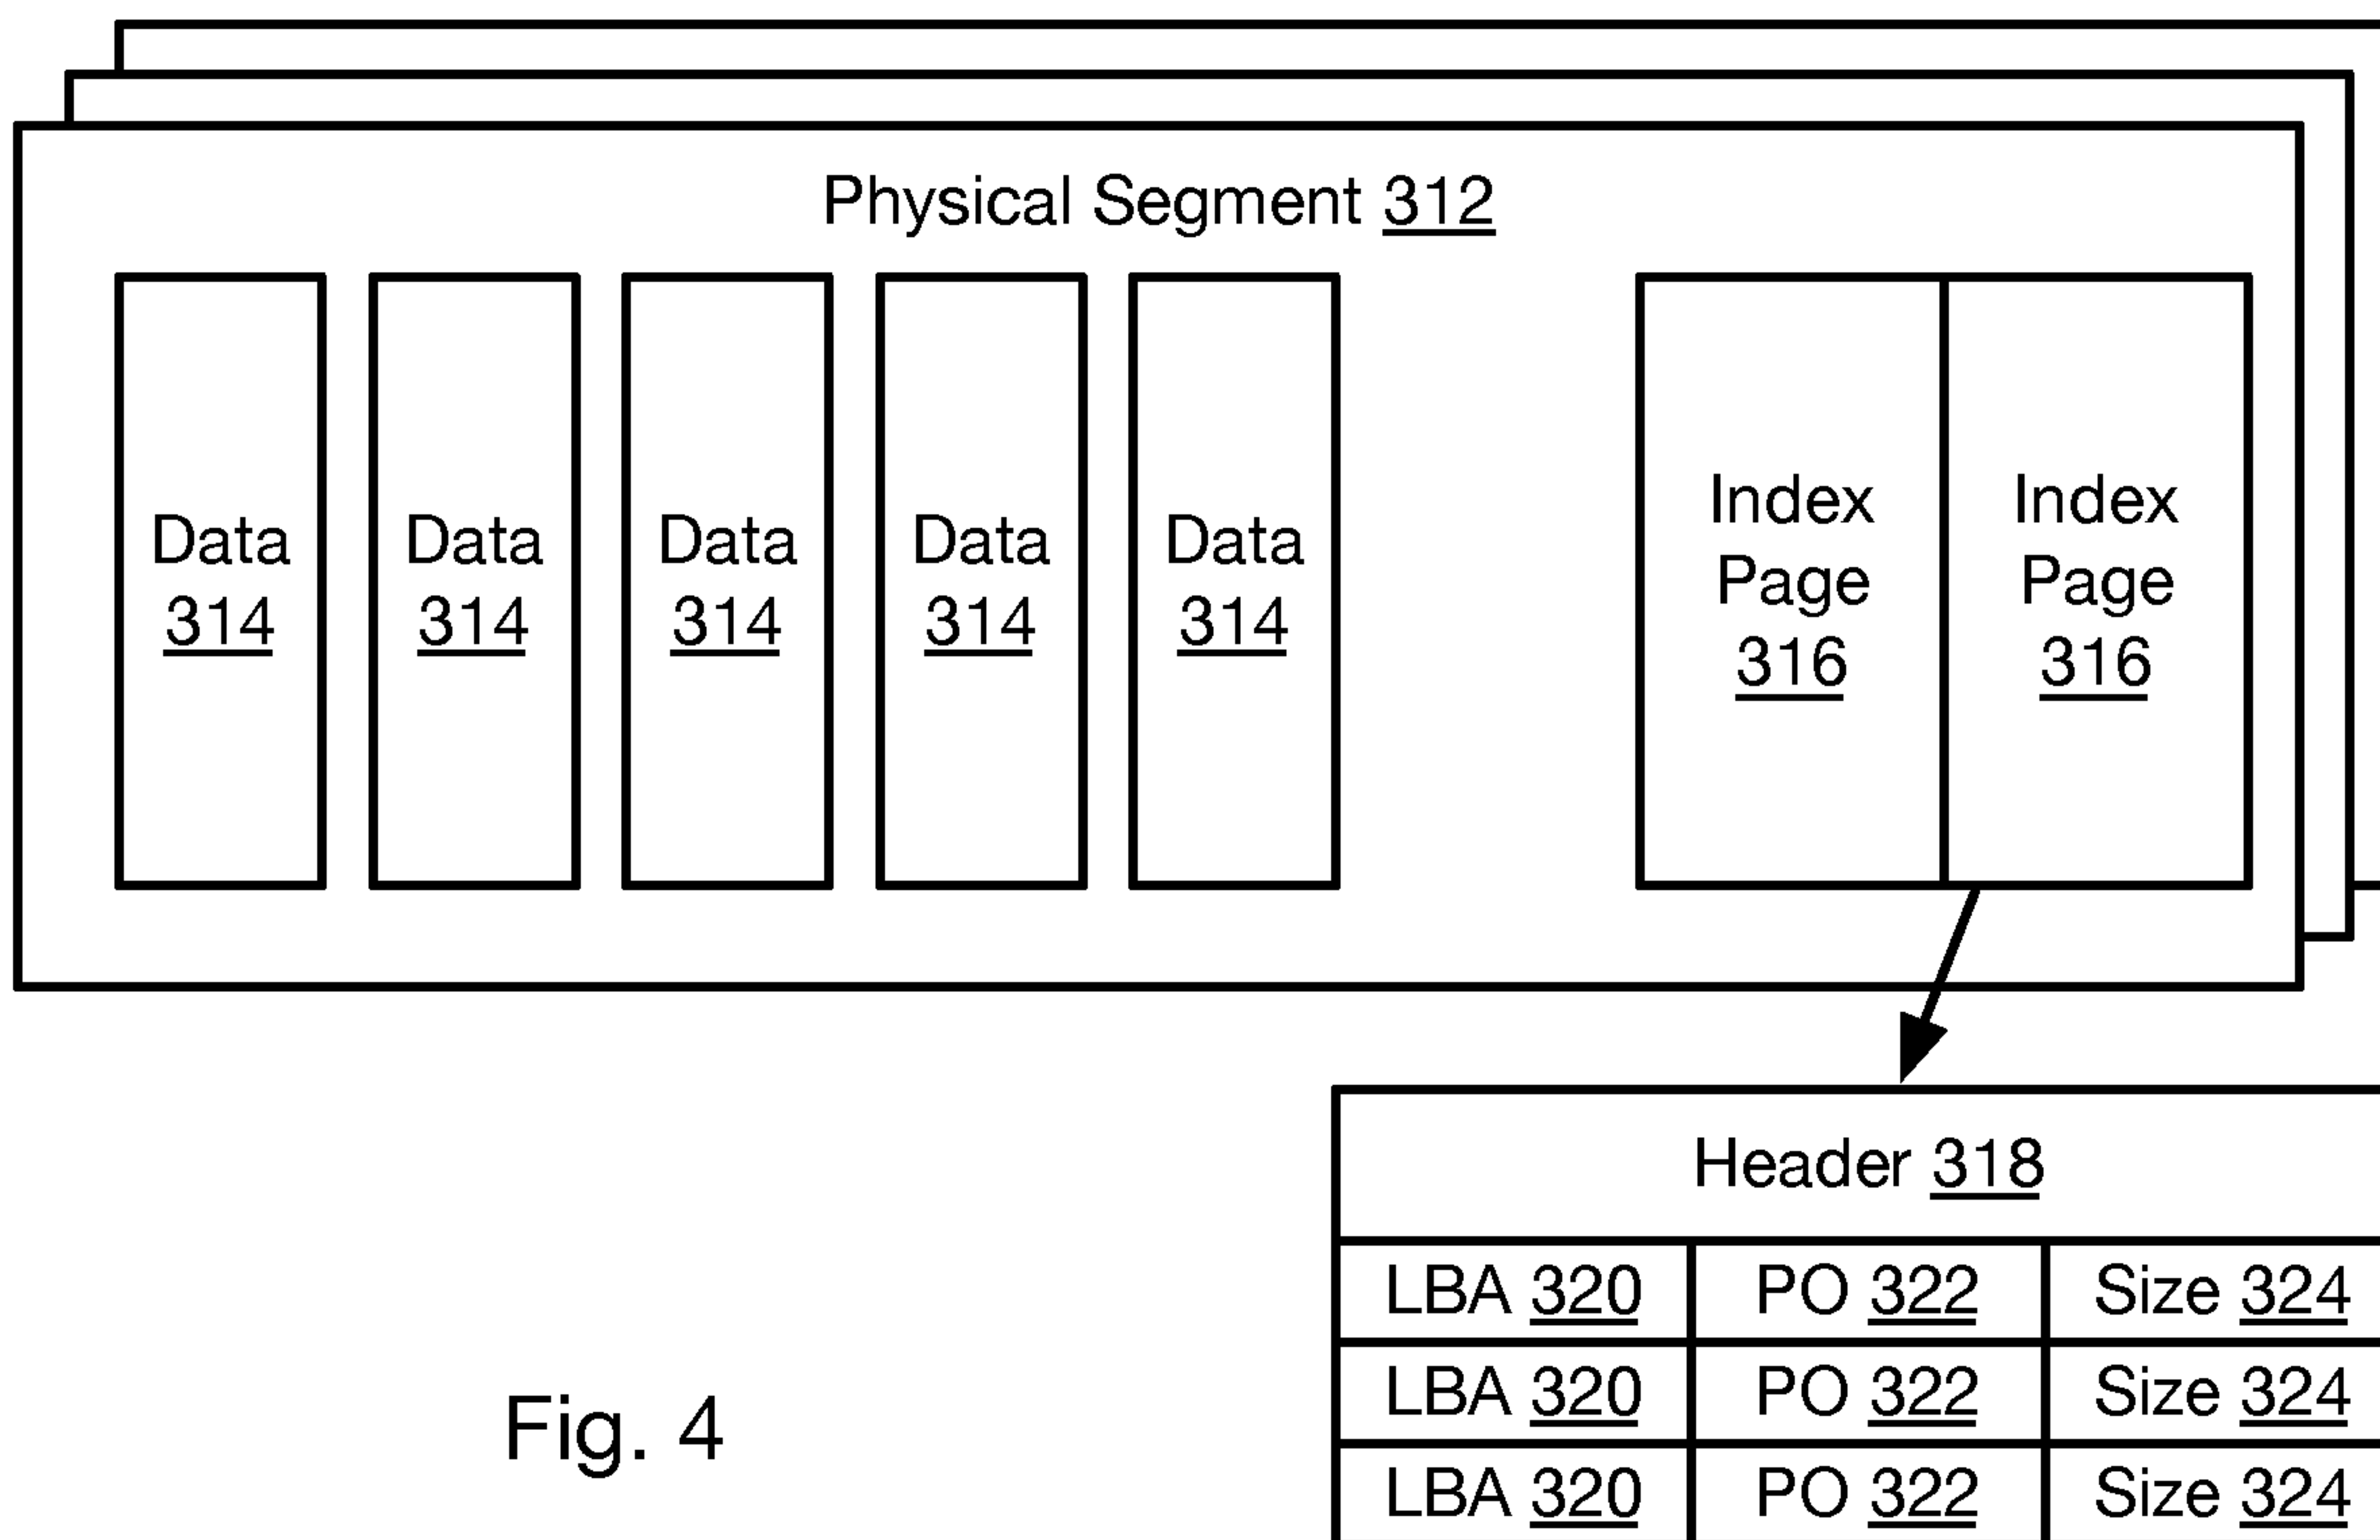 Physical Segment 312
Data
314
Data
314
Data
314
Data
314
Data
314
Index
Page
316
Index
Page
316
Header 318
LBA 320 PO 322 Size 324
LBA 320 PO 322 Size 324
LBA 320 PO 322 Size 324
Fig. 4